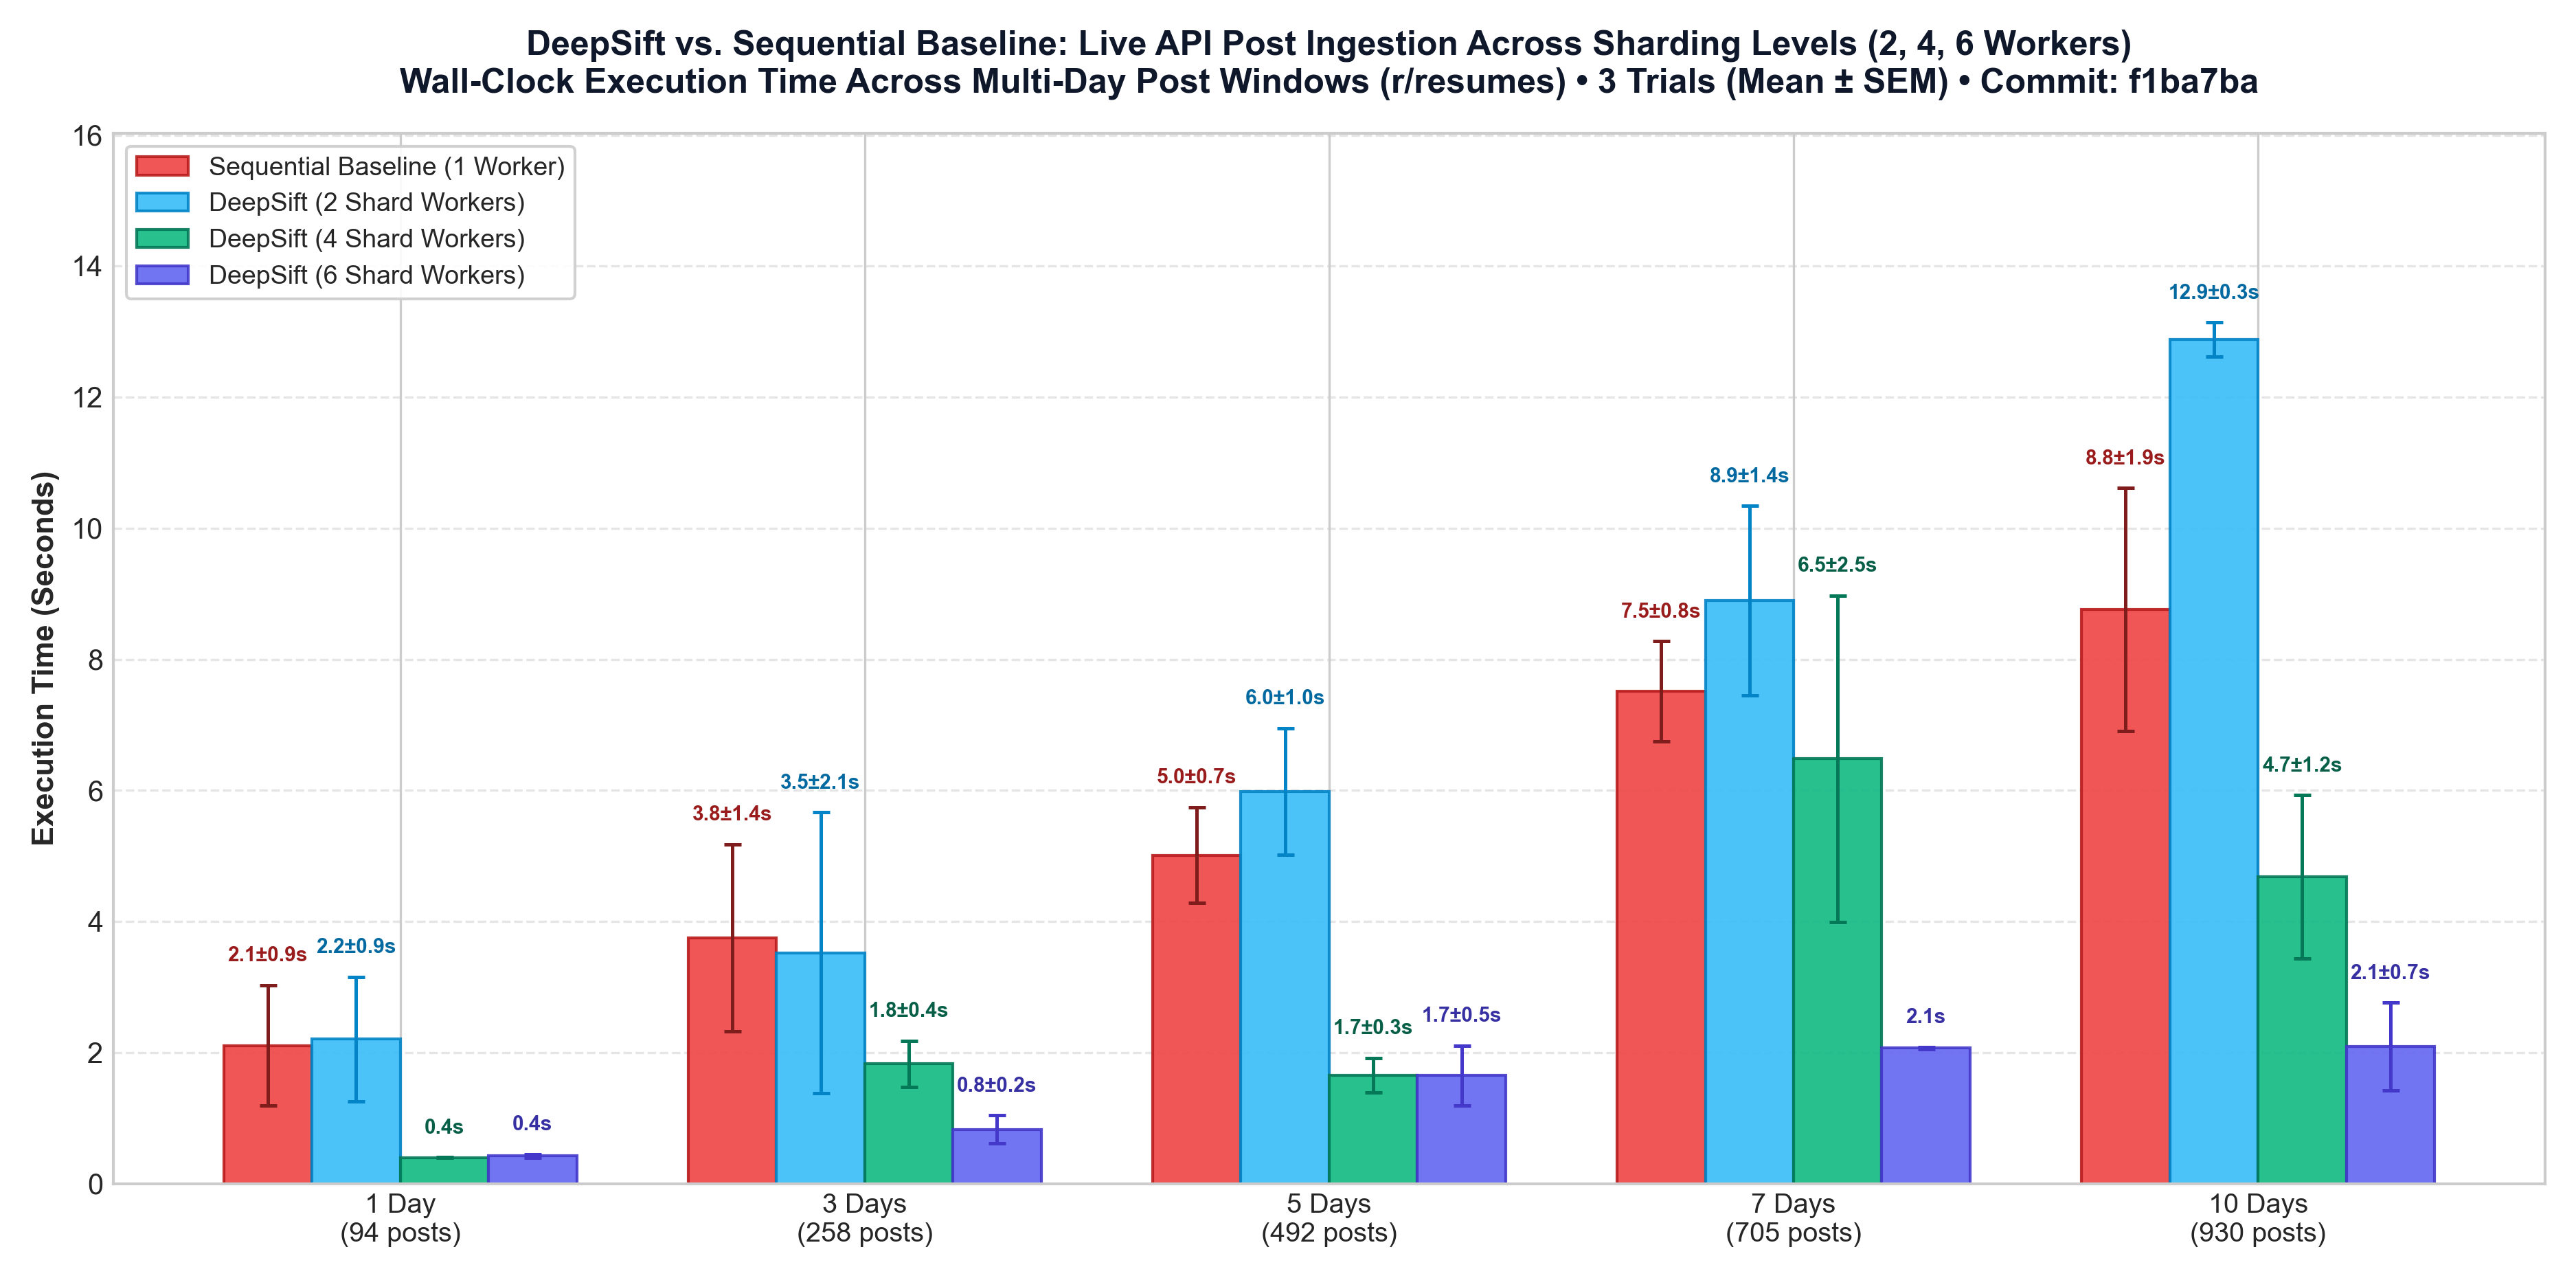 DeepSift vs. Sequential Baseline: Live API Post Ingestion Across Sharding Levels (2, 4, 6 Workers)
Wall-Clock Execution Time Across Multi-Day Post Windows (r/resumes) • 3 Trials (Mean ± SEM) • Commit: f1ba7ba
Sequential Baseline (1 Worker)
DeepSift (2 Shard Workers)
DeepSift (4 Shard Workers)
DeepSift (6 Shard Workers)
Execution Time (Seconds)
16
14
12
10
8
6
4
2
0
2.1±0.9s
2.2±0.9s
0.4s
0.4s
3.8±1.4s
3.5±2.1s
1.8±0.4s
0.8±0.2s
5.0±0.7s
6.0±1.0s
1.7±0.3s
1.7±0.5s
7.5±0.8s
8.9±1.4s
6.5±2.5s
2.1s
8.8±1.9s
12.9±0.3s
4.7±1.2s
2.1±0.7s
1 Day
(94 posts)
3 Days
(258 posts)
5 Days
(492 posts)
7 Days
(705 posts)
10 Days
(930 posts)